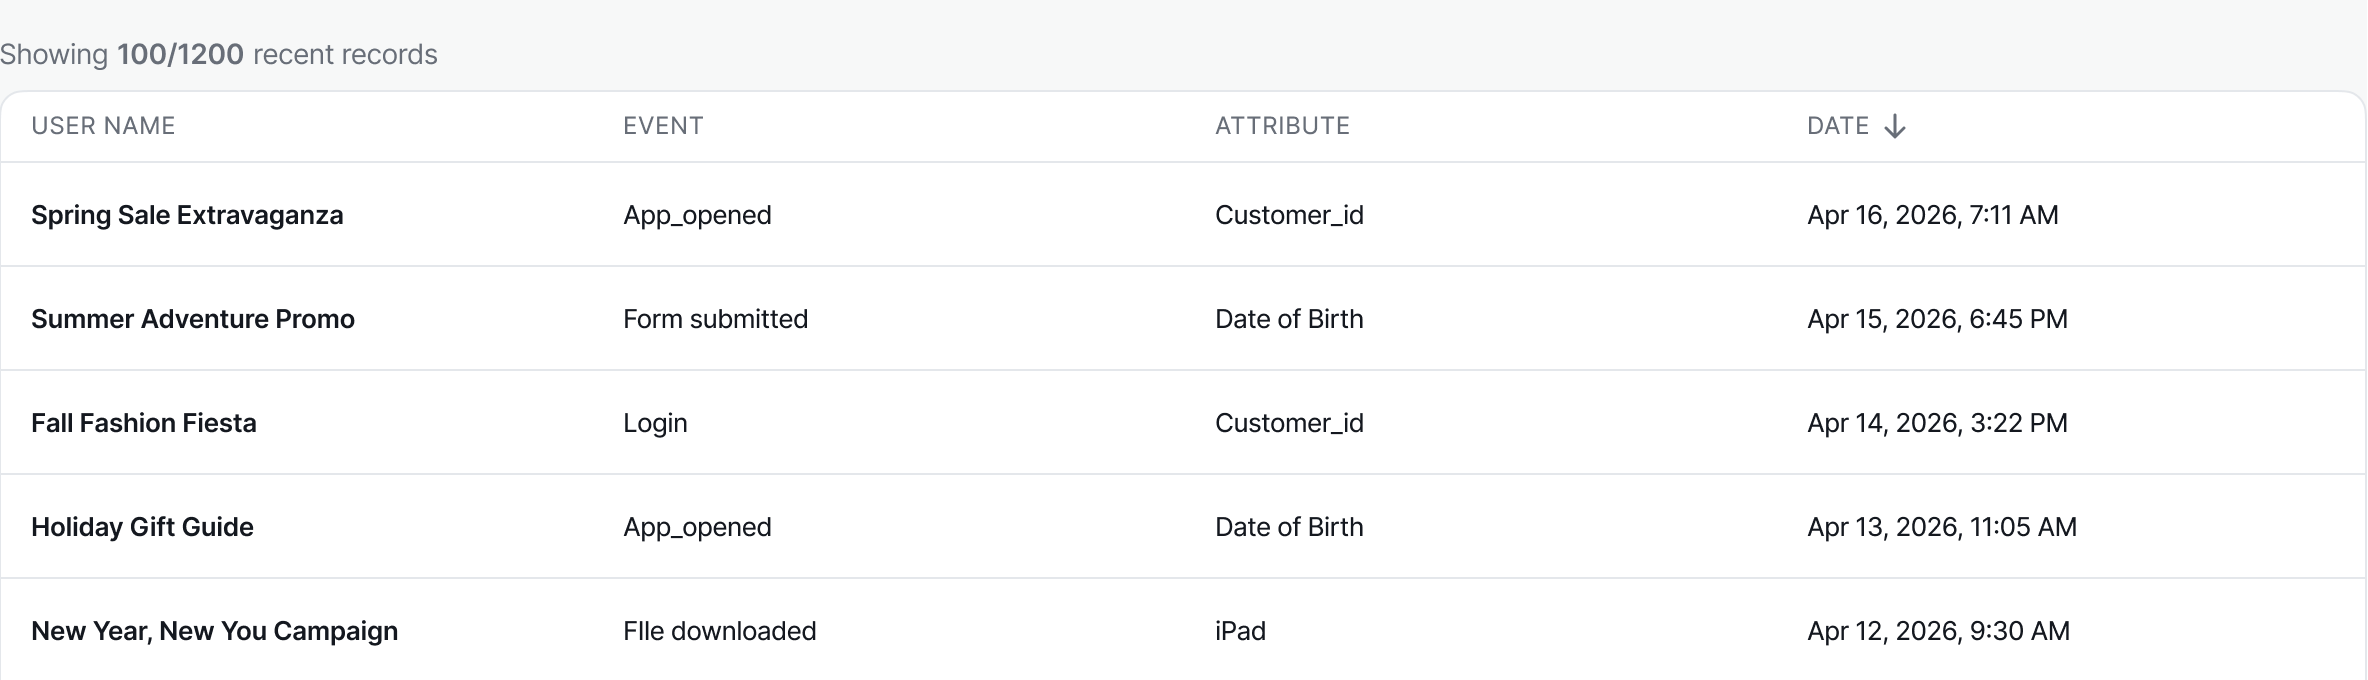 Showing 100/1200 recent records
USER NAME EVENT ATTRIBUTE DATE
Spring Sale Extravaganza App_opened Customer_id Apr 16, 2026, 7:11 AM
Summer Adventure Promo Form submitted Date of Birth Apr 15, 2026, 6:45 PM
Fall Fashion Fiesta Login Customer_id Apr 14, 2026, 3:22 PM
Holiday Gift Guide App_opened Date of Birth Apr 13, 2026, 11:05 AM
New Year, New You Campaign FIle downloaded iPad Apr 12, 2026, 9:30 AM